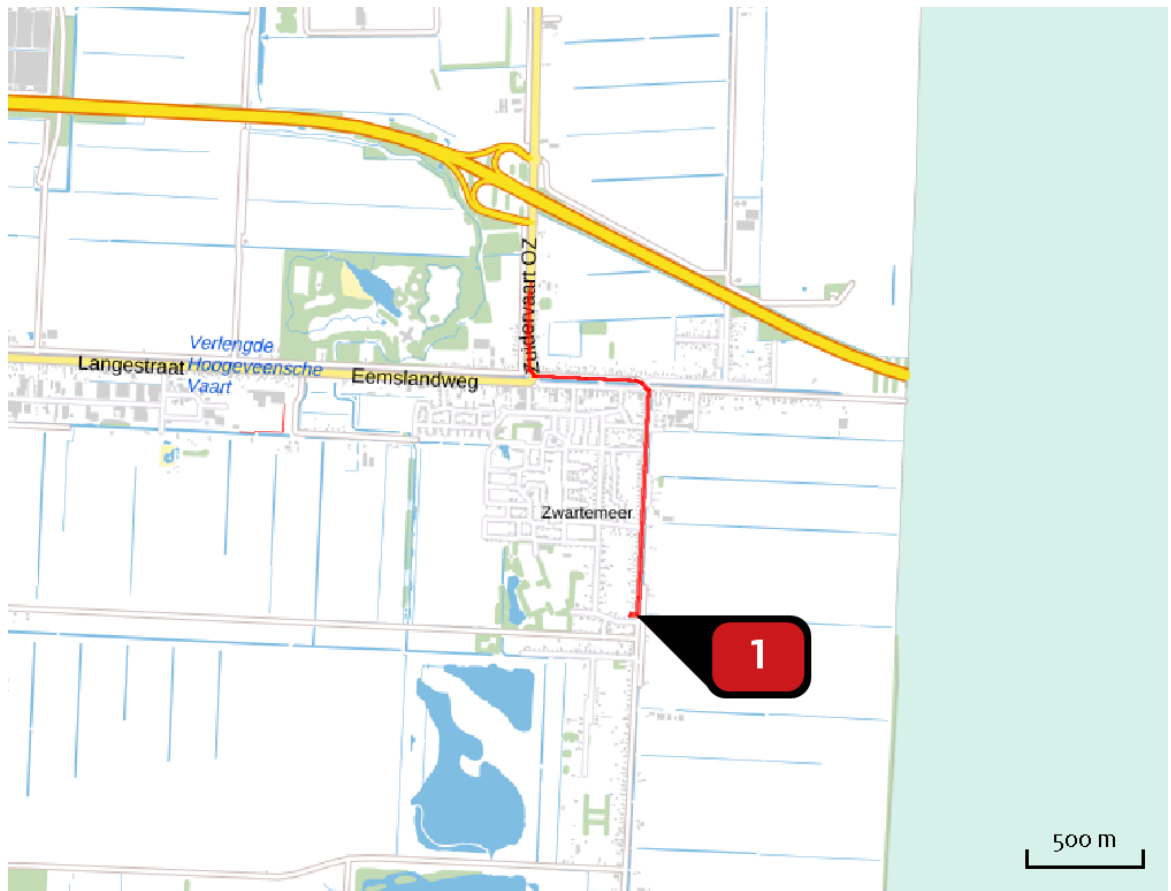 Zuidervaart OZ
Verlengde
Hoogeveensche
Vaart
Langestraat
Eemslandweg
Zwartemeer
1
500 m